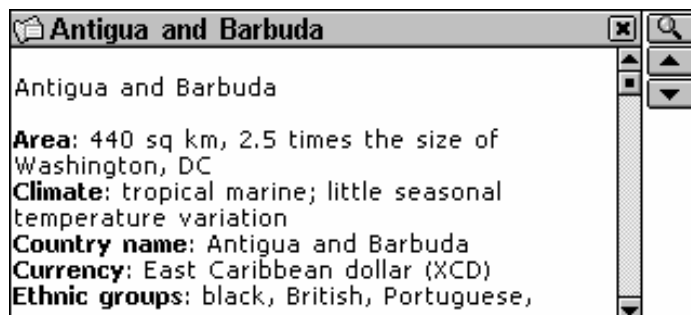 Antigua and Barbuda
Antigua and Barbuda
Area: 440 sq km, 2.5 times the size of
Washington, DC
Climate: tropical marine; little seasonal
temperature variation
Country name: Antigua and Barbuda
Currency: East Caribbean dollar (XCD)
Ethnic groups: black, British, Portuguese,